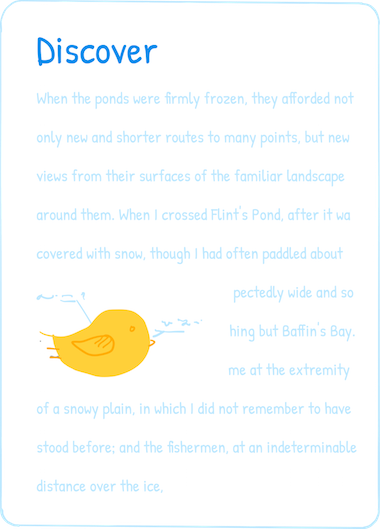 Discover
When the ponds were firmly frozen, they afforded not
only new and shorter routes to many points, but new
views from their surfaces of the familiar landscape
around them. When I crossed Flint's Pond, after it wa
covered with snow, though I had often paddled about
pectedly wide and so
hing but Baffin's Bay.
me at the extremity
of a snowy plain, in which I did not remember to have
stood before; and the fishermen, at an indeterminable
distance over the ice,